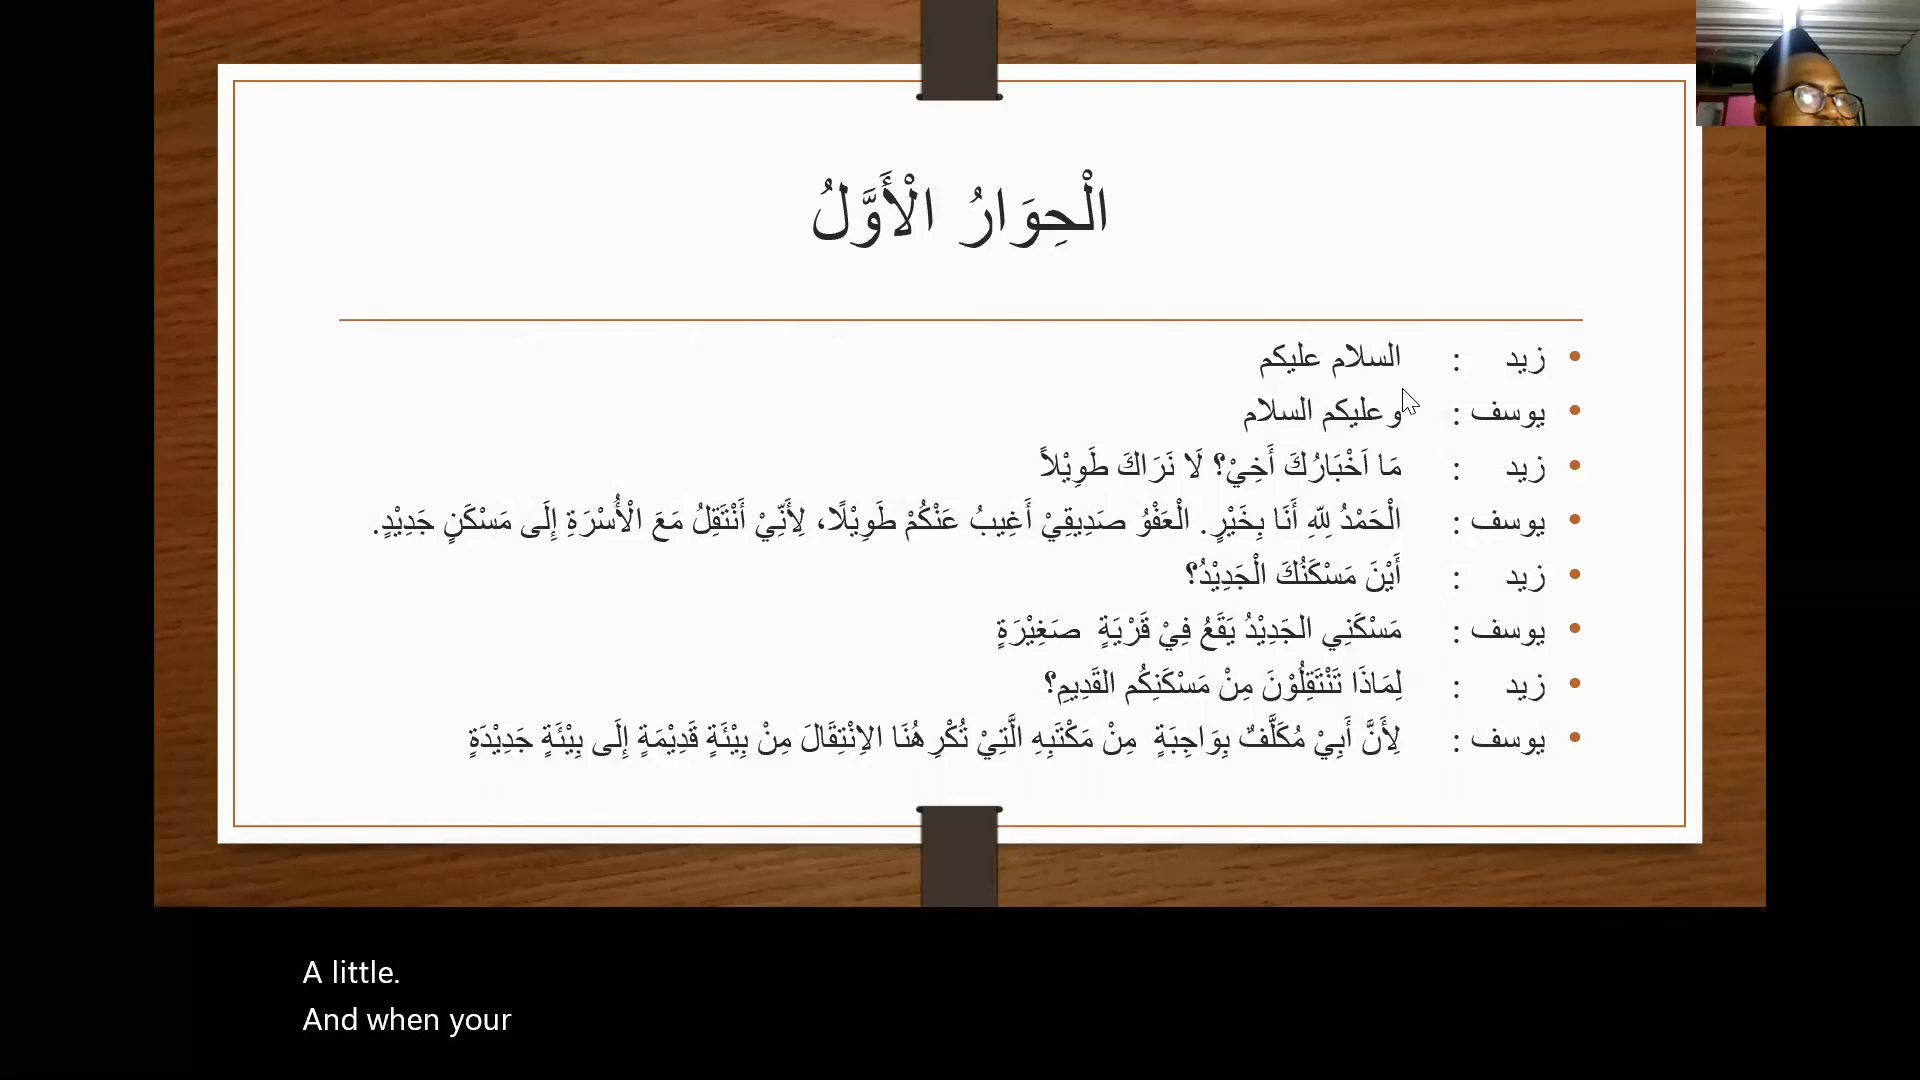 الْحِوَارُ الْأَوَّلُ
• زيد : السلام عليكم
• يوسف : وعليكم السلام
• زيد : مَا اَخْبَارُكَ أَخِيْ؟ لَا نَرَاكَ طَوِيْلاً
• يوسف : الْحَمْدُ لِلّٰهِ أَنَا بِخَيْرٍ. الْعَفْوُ صَدِيقِيْ أَغِيبُ عَنْكُمْ طَوِيْلًا، لِأَنِّيْ أَنْتَقِلُ مَعَ الْأُسْرَةِ إِلَى مَسْكَنٍ جَدِيْدٍ.
• زيد : أَيْنَ مَسْكَنُكَ الْجَدِيْدُ؟
• يوسف : مَسْكَنِي الجَدِيْدُ يَقَعُ فِيْ قَرْيَةٍ صَغِيْرَةٍ
• زيد : لِمَاذَا تَنْتَقِلُوْنَ مِنْ مَسْكَنِكُم القَدِيمِ؟
• يوسف : لِأَنَّ أَبِيْ مُكَلَّفٌ بِوَاجِبَةٍ مِنْ مَكْتَبِهِ الَّتِيْ تُكْرِهُنَا الاِنْتِقَالَ مِنْ بِيْئَةٍ قَدِيْمَةٍ إِلَى بِيْئَةٍ جَدِيْدَةٍ
A little.
And when your